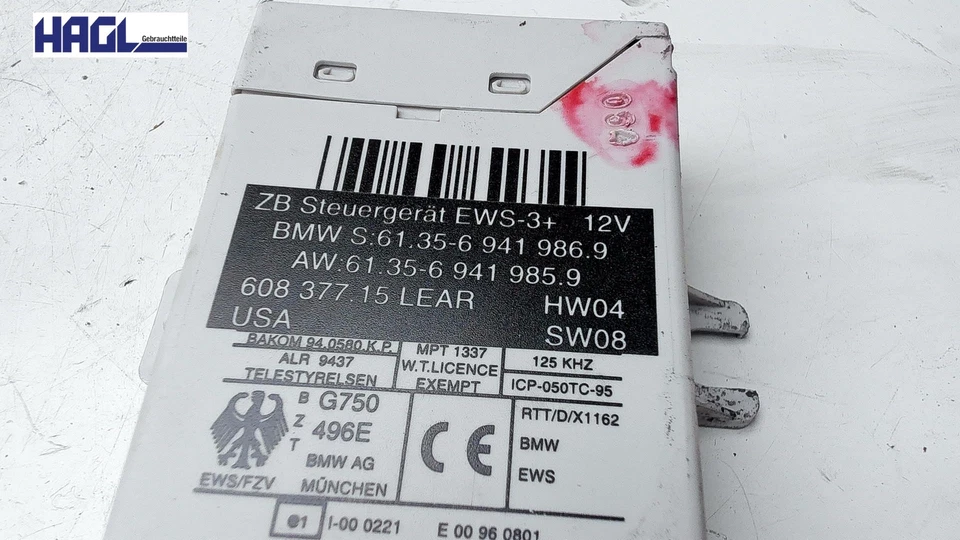 HAGL Gebrauchtteile
ZB Steuergerät EWS-3+ 12V
BMW S:61.35-6 941 986.9
AW:61.35-6 941 985.9
608 377.15 LEAR HW04
USA SW08
BAKOM 94.0580.K.P.
ALR 9437
TELESTYRELSEN
MPT 1337
W.T.LICENCE
EXEMPT
125 KHZ
ICP-050TC-95
B Z T
G750
496E
BMW AG
MÜNCHEN
EWS/FZV
CE
RTT/D/X1162
BMW
EWS
e1 I-00 0221 E 00 96 0801